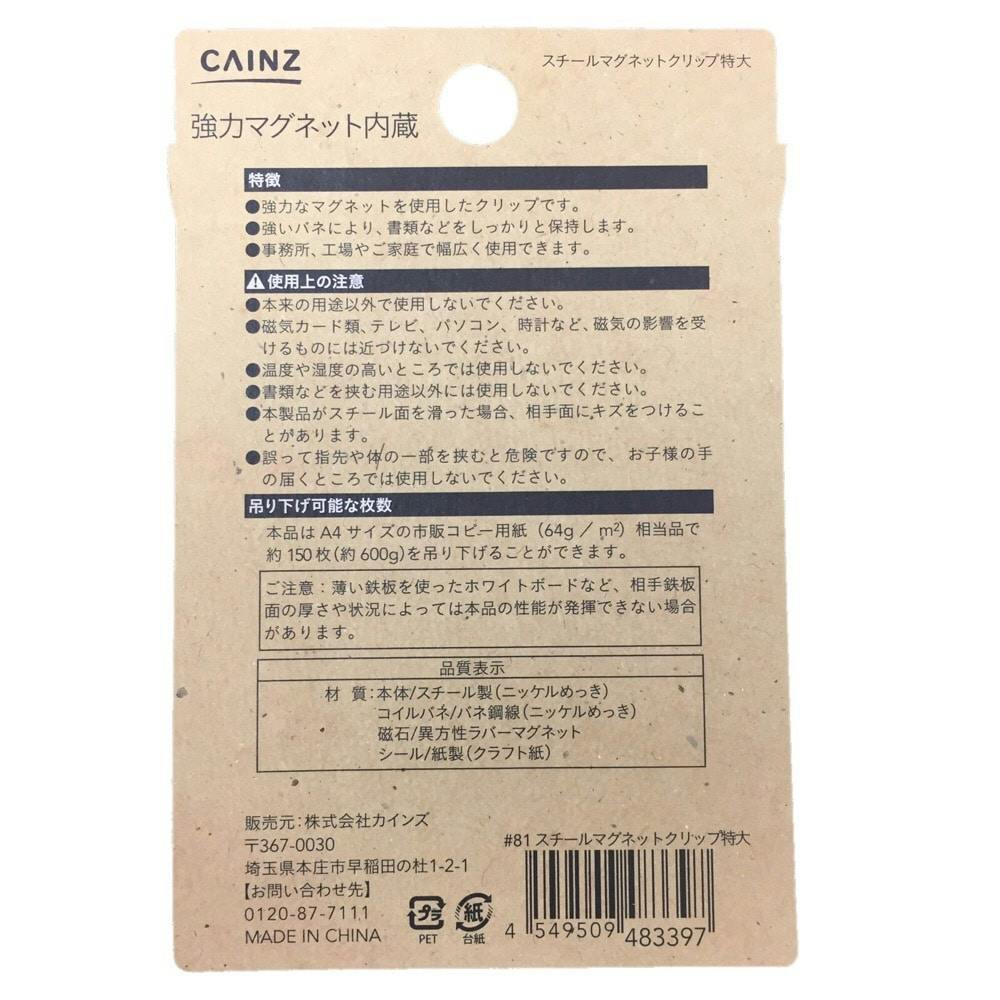 CAINZ
スチールマグネットクリップ特大
強力マグネット内蔵
特徴
●強力なマグネットを使用したクリップです。
●強いバネにより、書類などをしっかりと保持します。
●事務所、工場やご家庭で幅広く使用できます。
使用上の注意
●本来の用途以外で使用しないでください。
●磁気カード類、テレビ、パソコン、時計など、磁気の影響を受
けるものには近づけないでください。
●温度や湿度の高いところでは使用しないでください。
●書類などを挟む用途以外には使用しないでください。
●本製品がスチール面を滑った場合、相手面にキズをつけるこ
とがあります。
●誤って指先や体の一部を挟むと危険ですので、お子様の手
の届くところでは使用しないでください。
吊り下げ可能な枚数
本品はA4サイズの市販コピー用紙（64g／㎡）相当品で
約150枚(約600g)を吊り下げることができます。
ご注意：薄い鉄板を使ったホワイトボードなど、相手鉄板
面の厚さや状況によっては本品の性能が発揮できない場合
があります。
品質表示
材 質：本体/スチール製（ニッケルめっき）
コイルバネ/バネ鋼線（ニッケルめっき）
磁石/異方性ラバーマグネット
シール/紙製（クラフト紙）
販売元：株式会社カインズ
〒367-0030
埼玉県本庄市早稲田の杜1-2-1
【お問い合わせ先】
0120-87-7111
MADE IN CHINA
プラ
PET
紙
台紙
#81 スチールマグネットクリップ特大
4 549509 483397